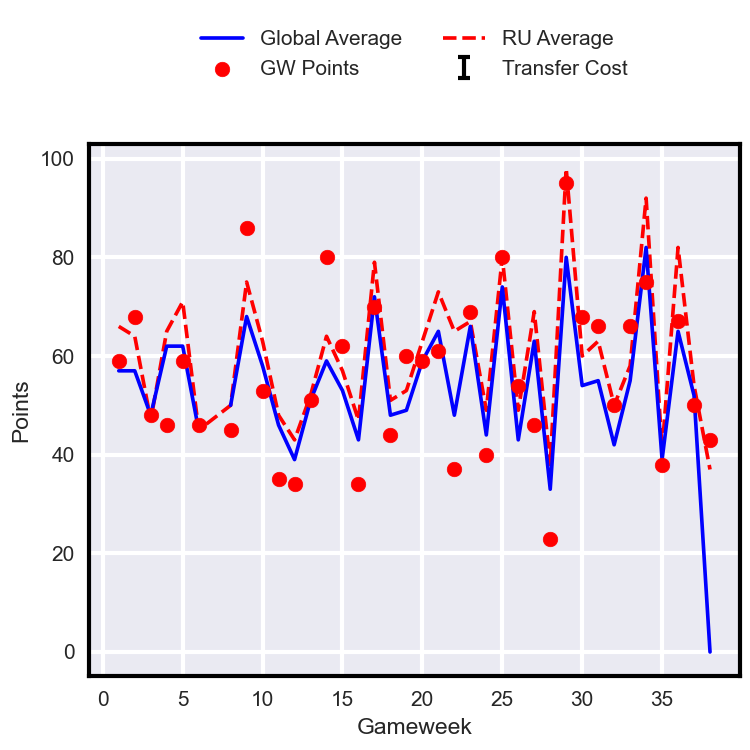 Global Average
RU Average
GW Points
Transfer Cost
100
80
60
40
20
0
Points
0 5 10 15 20 25 30 35
Gameweek